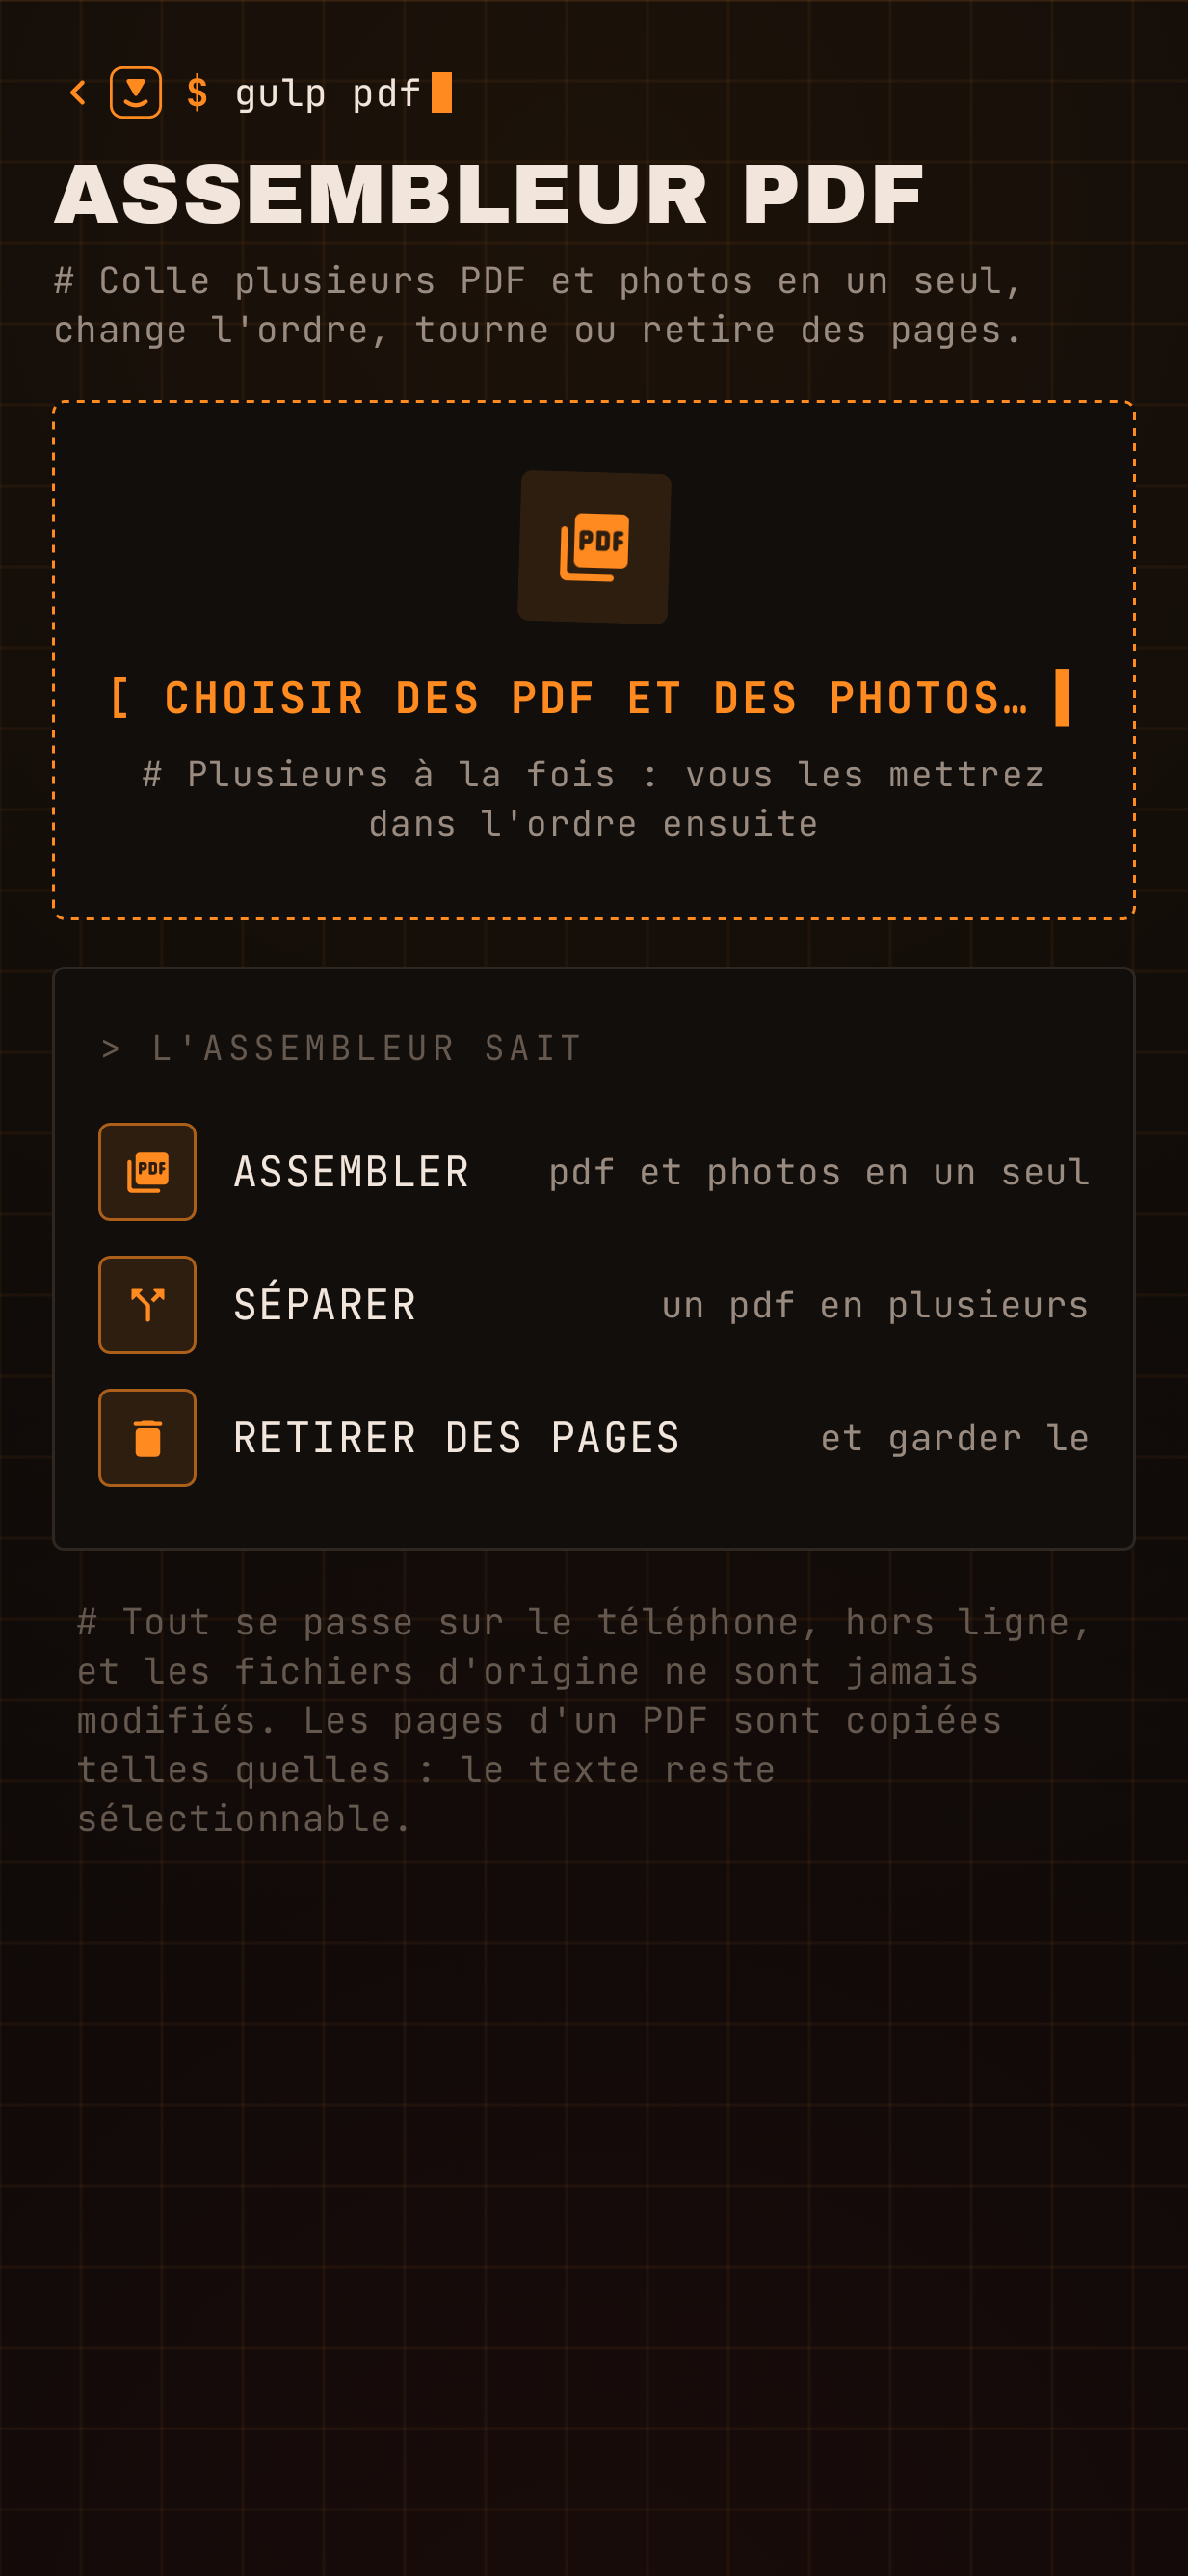 $ gulp pdf
ASSEMBLEUR PDF
# Colle plusieurs PDF et photos en un seul,
change l'ordre, tourne ou retire des pages.
PDF
[ CHOISIR DES PDF ET DES PHOTOS…
# Plusieurs à la fois : vous les mettrez
dans l'ordre ensuite
> L'ASSEMBLEUR SAIT
PDF ASSEMBLER pdf et photos en un seul
SÉPARER un pdf en plusieurs
RETIRER DES PAGES et garder le
# Tout se passe sur le téléphone, hors ligne,
et les fichiers d'origine ne sont jamais
modifiés. Les pages d'un PDF sont copiées
telles quelles : le texte reste
sélectionnable.